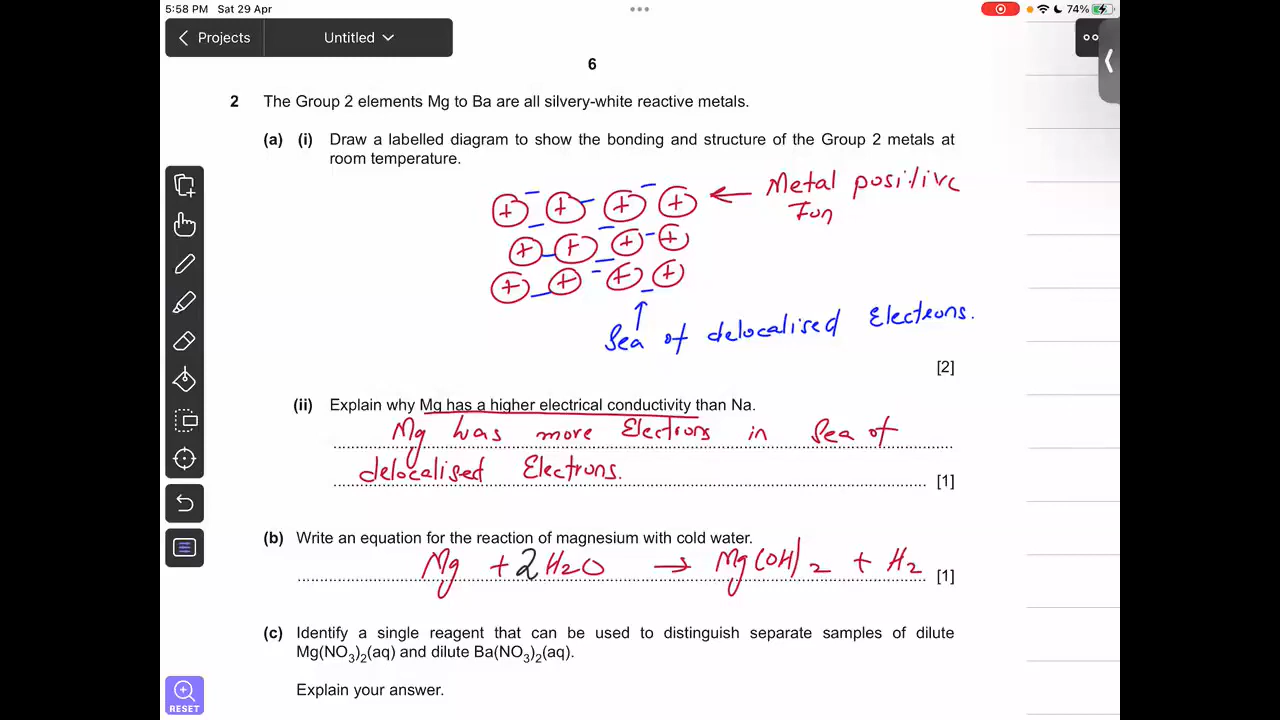 5:58 PM Sat 29 Apr
74%
Projects
Untitled
6
2 The Group 2 elements Mg to Ba are all silvery-white reactive metals.
(a) (i) Draw a labelled diagram to show the bonding and structure of the Group 2 metals at
room temperature.
+ + + + ← Metal positive
Ion
+ + + +
+ + + +
Sea of delocalised Electrons.
[2]
(ii) Explain why Mg has a higher electrical conductivity than Na.
Mg has more Electrons in Sea of
delocalised Electrons.
[1]
(b) Write an equation for the reaction of magnesium with cold water.
Mg + 2H2O → Mg(OH)2 + H2
[1]
(c) Identify a single reagent that can be used to distinguish separate samples of dilute
Mg(NO3)2(aq) and dilute Ba(NO3)2(aq).
Explain your answer.
RESET